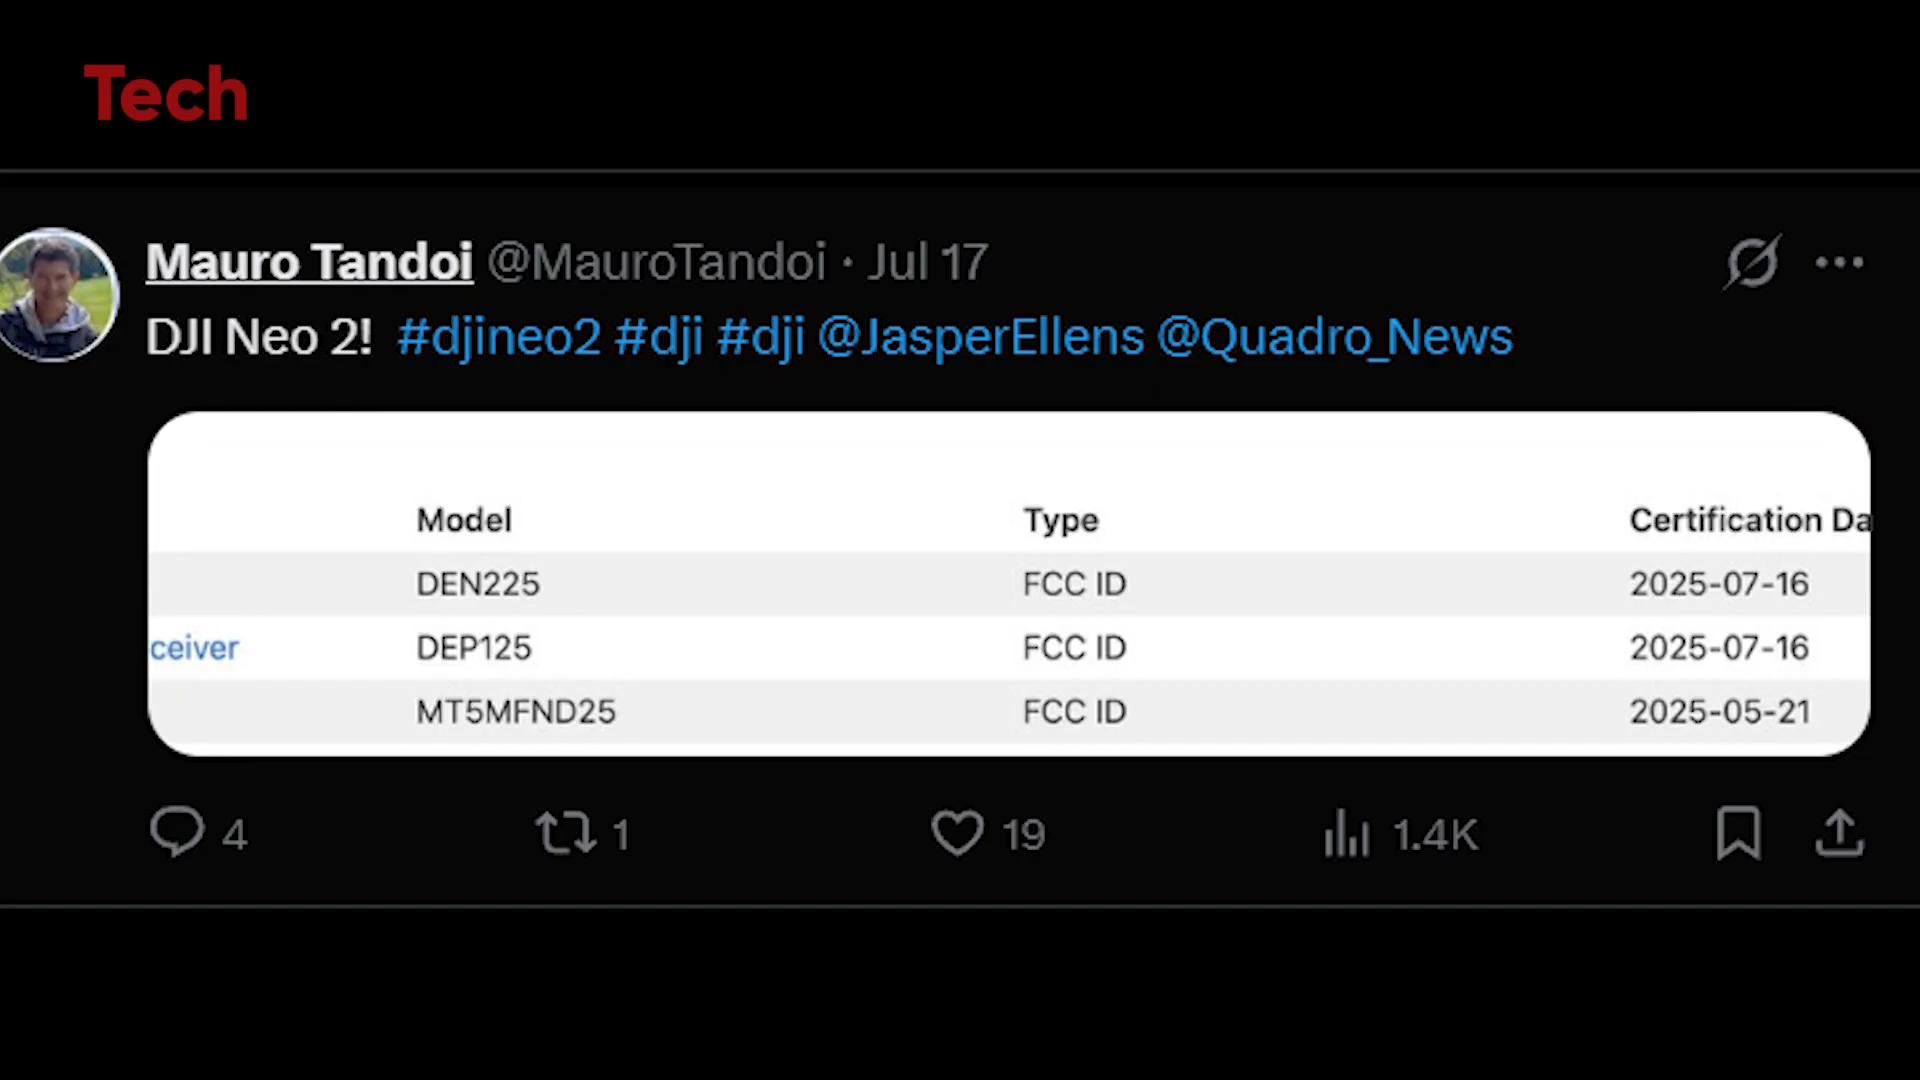 Tech
Mauro Tandoi @MauroTandoi · Jul 17
DJI Neo 2! #djineo2 #dji #dji @JasperEllens @Quadro_News
Model Type Certification Da
DEN225 FCC ID 2025-07-16
ceiver DEP125 FCC ID 2025-07-16
MT5MFND25 FCC ID 2025-05-21
4 1 19 1.4K